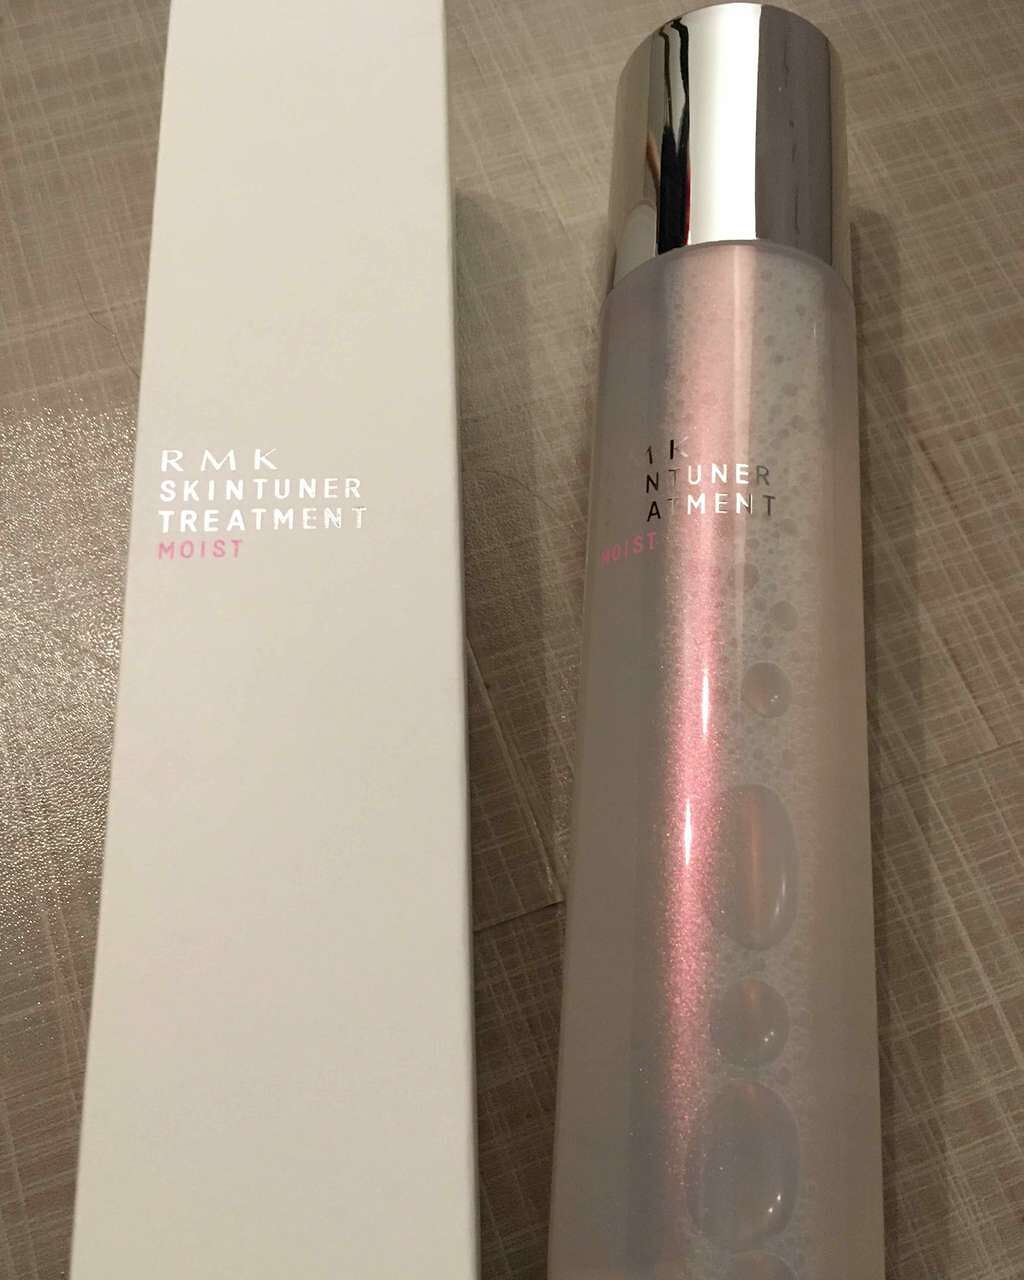 RMK
SKINTUNER
TREATMENT
MOIST
K
NTUNER
ATMENT
MOIST